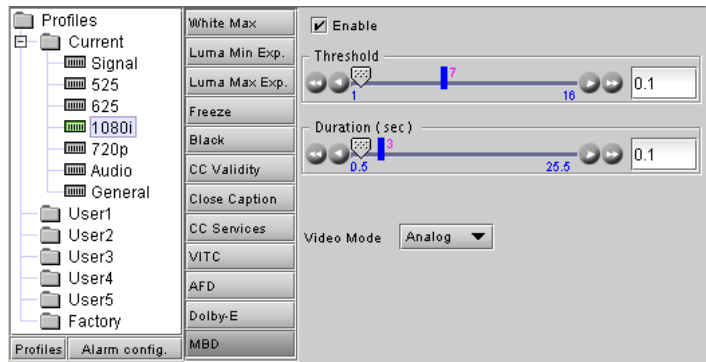 Profiles
Current
Signal
525
625
1080i
720p
Audio
General
User1
User2
User3
User4
User5
Factory
Profiles
Alarm config.
White Max
Luma Min Exp.
Luma Max Exp.
Freeze
Black
CC Validity
Close Caption
CC Services
VITC
AFD
Dolby-E
MBD
Enable
Threshold
7
1
16
0.1
Duration ( sec )
3
0.5
25.5
0.1
Video Mode
Analog